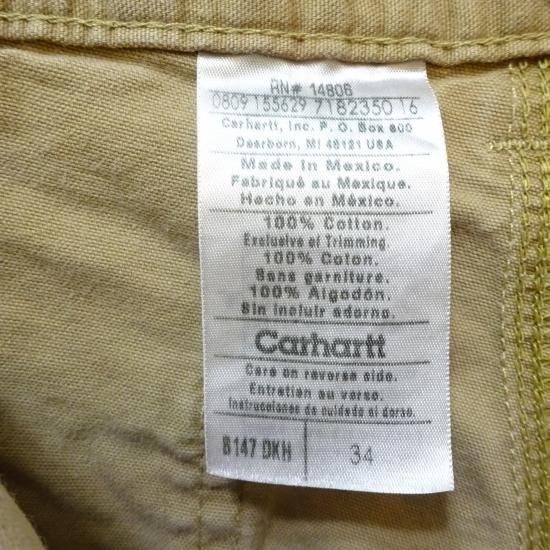 RN# 14806
0809 155629 7182350 16
Carhartt, Inc. P. O. Box 600
Dearborn, MI 48121 USA
Made in Mexico.
Fabriqué au Mexique.
Hecho en México.
100% Cotton.
Exclusive of Trimming.
100% Coton.
Sans garniture.
100% Algodón.
Sin incluir adorno.
Carhartt
Care on reverse side.
Entretien au verso.
Instrucciones de cuidado al dorso.
B147 DKH
34